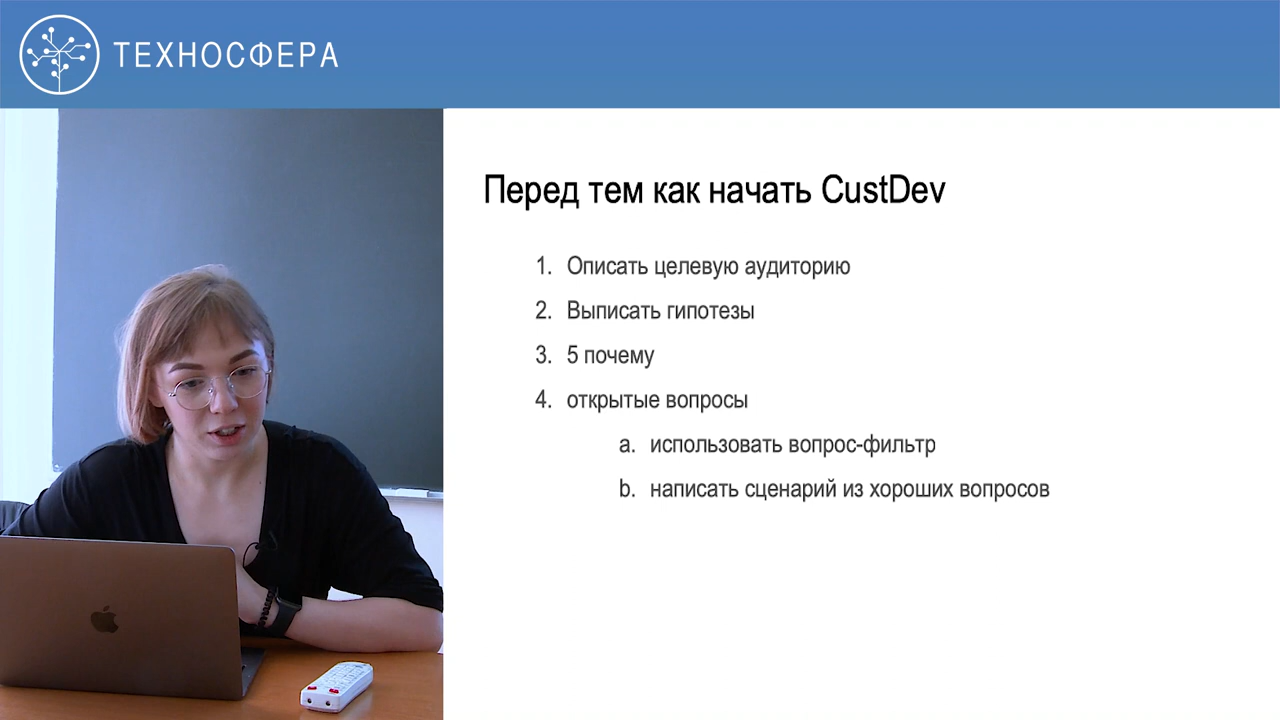 ТЕХНОСФЕРА
Перед тем как начать CustDev
1. Описать целевую аудиторию
2. Выписать гипотезы
3. 5 почему
4. открытые вопросы
a. использовать вопрос-фильтр
b. написать сценарий из хороших вопросов